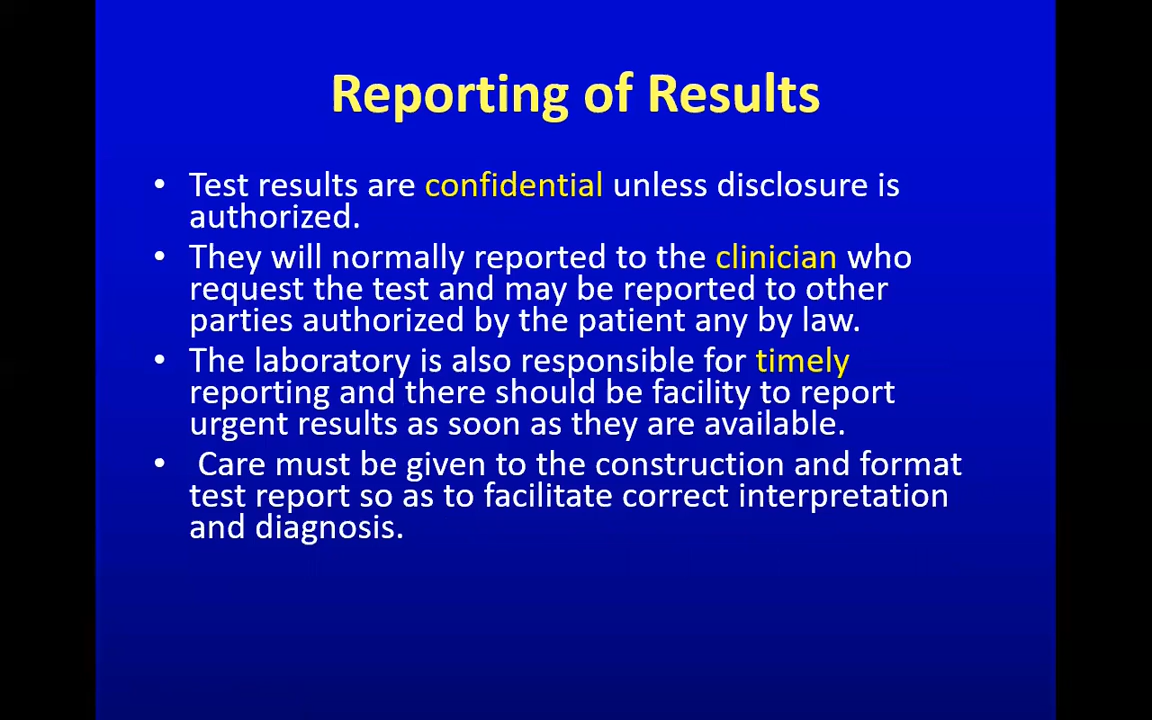 Reporting of Results
• Test results are confidential unless disclosure is
authorized.
• They will normally reported to the clinician who
request the test and may be reported to other
parties authorized by the patient any by law.
• The laboratory is also responsible for timely
reporting and there should be facility to report
urgent results as soon as they are available.
• Care must be given to the construction and format
test report so as to facilitate correct interpretation
and diagnosis.